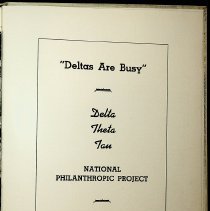 "Deltas Are Busy"
Delta
Theta
Tau
NATIONAL
PHILANTHROPIC PROJECT